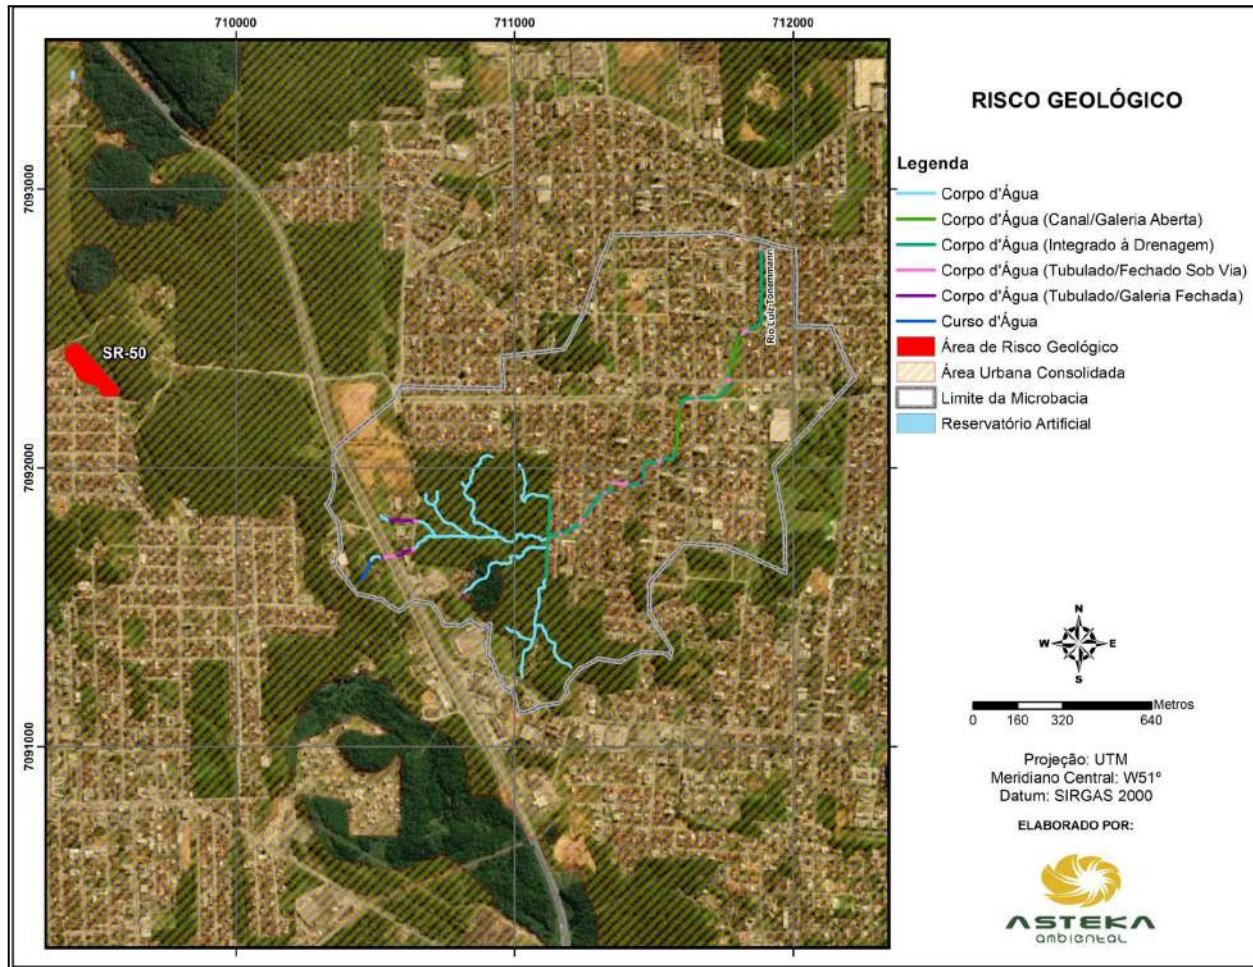 710000
711000
712000
7093000
7092000
7091000
SR-50
Rio Luiz Tonemmann
RISCO GEOLÓGICO
Legenda
Corpo d'Água
Corpo d'Água (Canal/Galeria Aberta)
Corpo d'Água (Integrado à Drenagem)
Corpo d'Água (Tubulado/Fechado Sob Via)
Corpo d'Água (Tubulado/Galeria Fechada)
Curso d'Água
Área de Risco Geológico
Área Urbana Consolidada
Limite da Microbacia
Reservatório Artificial
N
W
E
S
Metros
0 160 320 640
Projeção: UTM
Meridiano Central: W51º
Datum: SIRGAS 2000
ELABORADO POR:
ASTEKA
ambiental